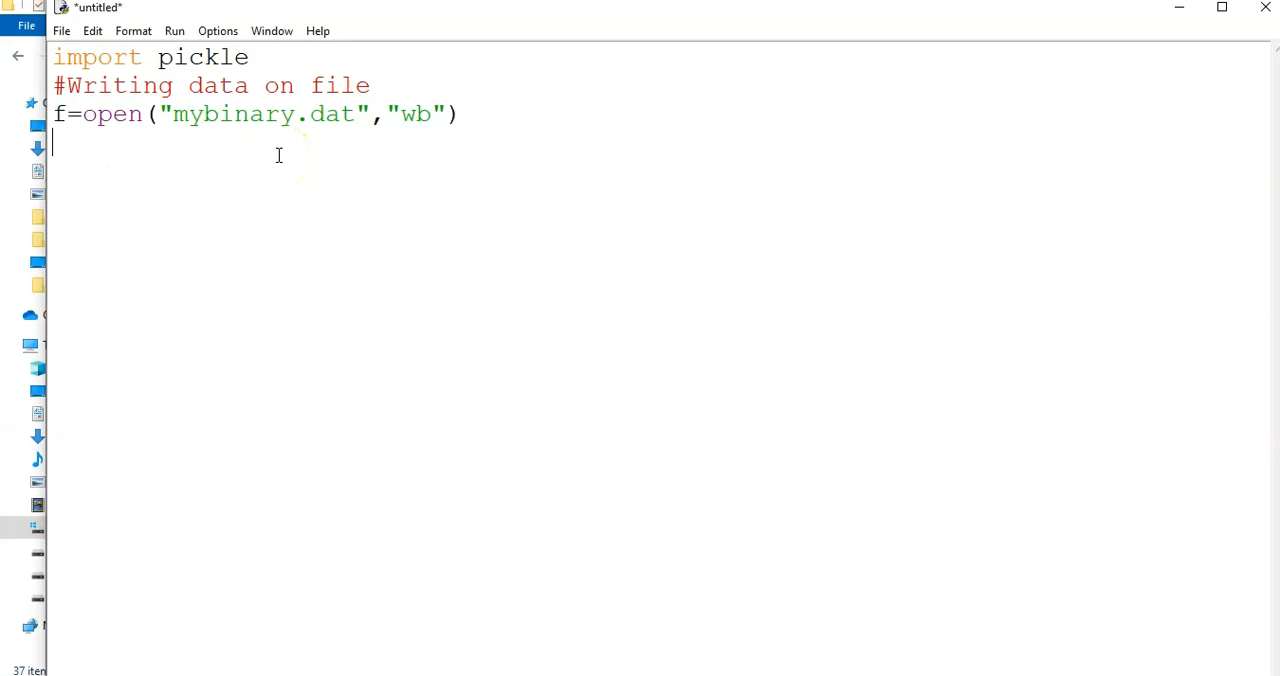 *untitled*
File
File Edit Format Run Options Window Help
import pickle
#Writing data on file
f=open("mybinary.dat","wb")
37 iten